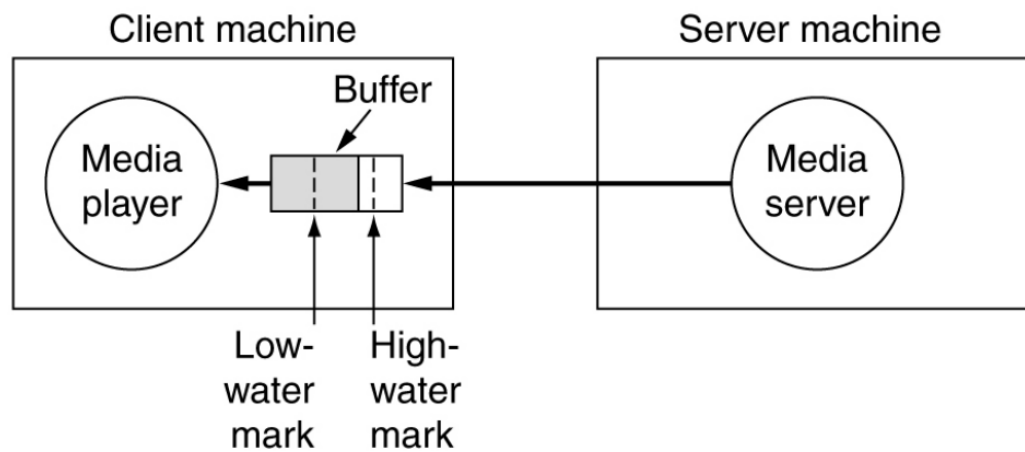 Client machine
Server machine
Buffer
Media
player
Media
server
Low-
water
mark
High-
water
mark